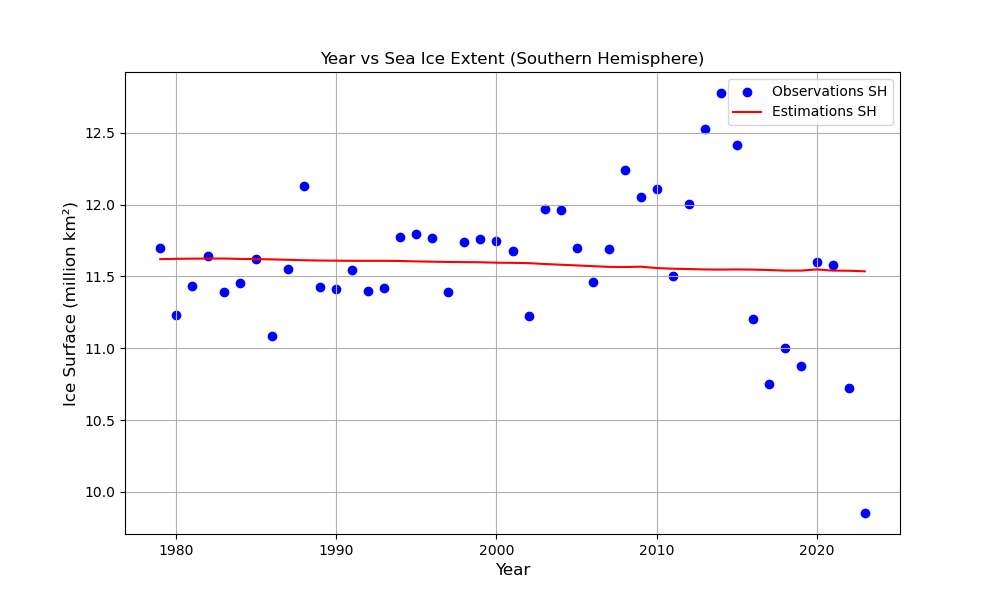 Year vs Sea Ice Extent (Southern Hemisphere)
Observations SH
Estimations SH
Ice Surface (million km²)
12.5
12.0
11.5
11.0
10.5
10.0
1980 1990 2000 2010 2020
Year